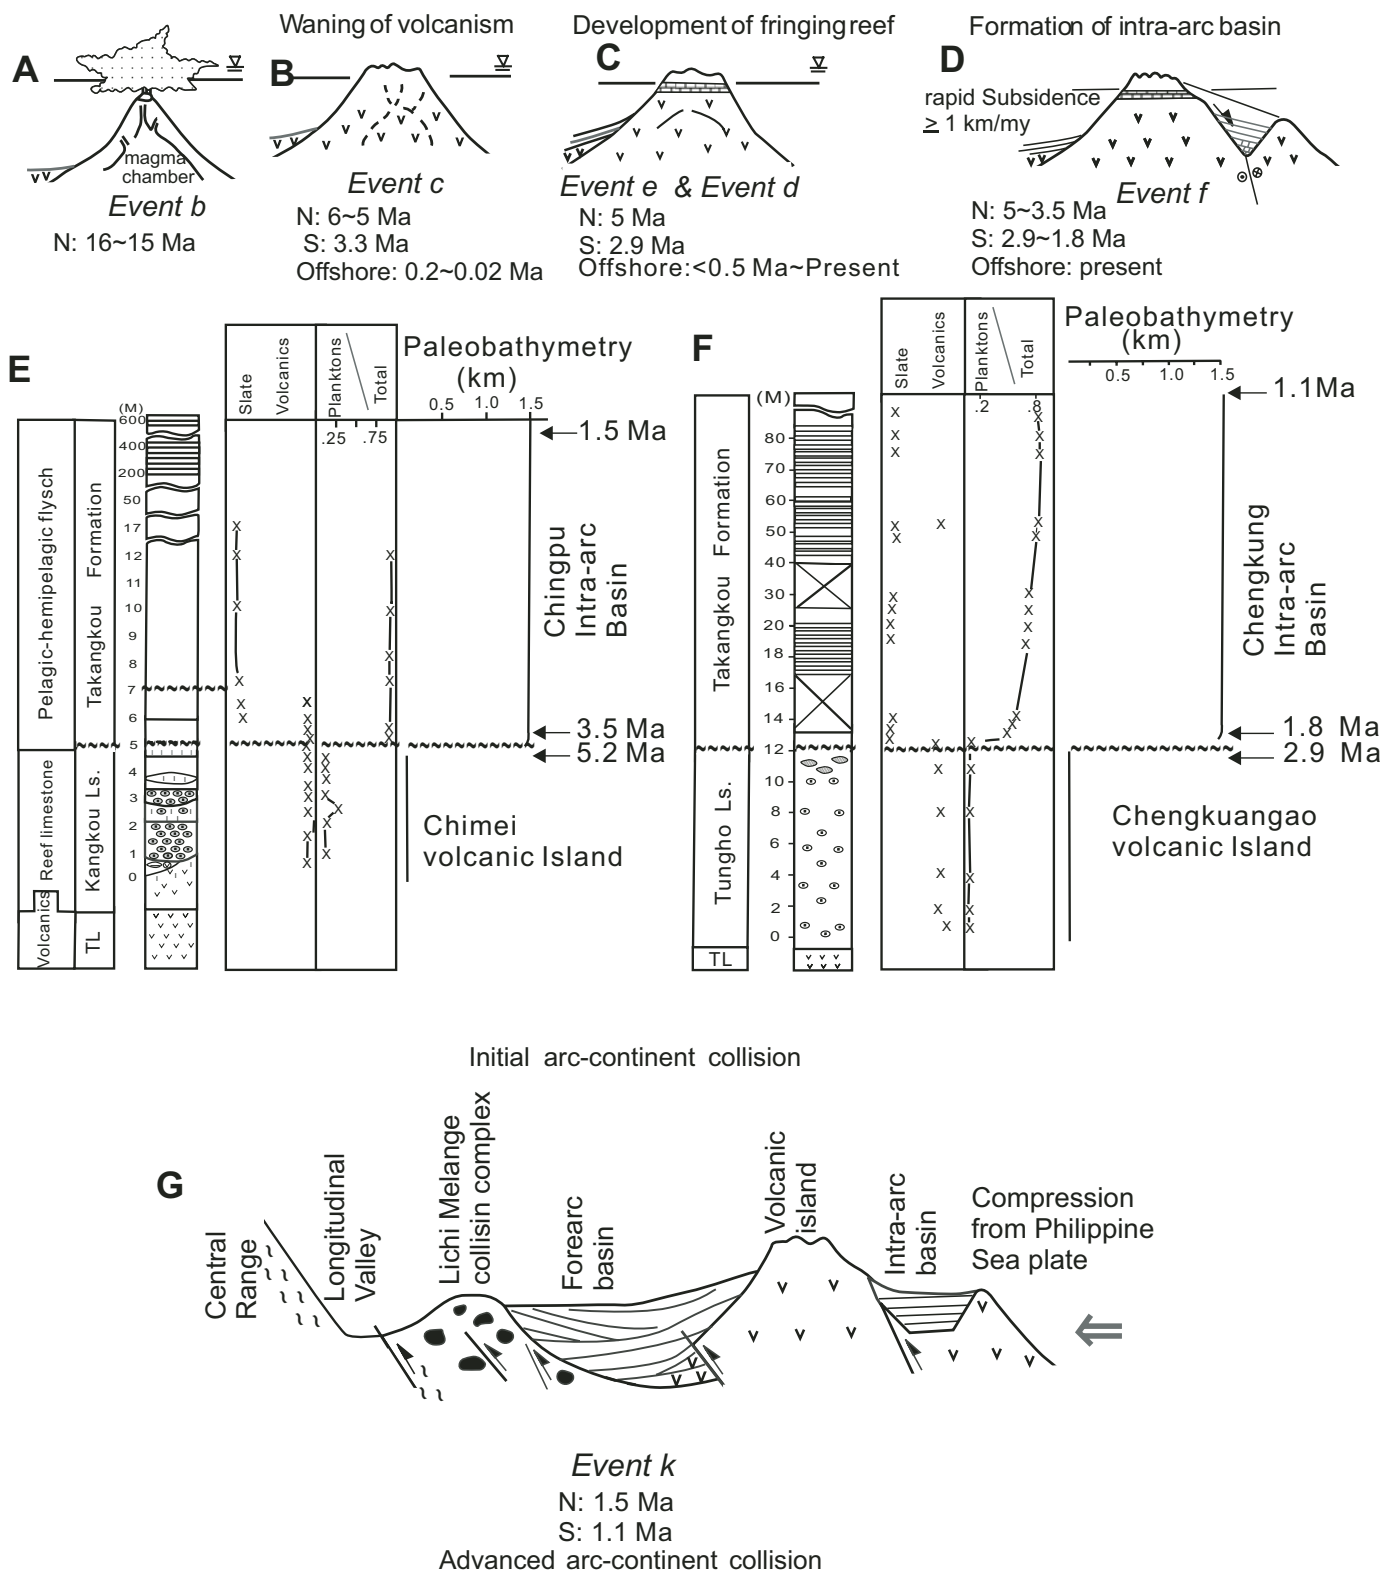 A
magma
chamber
Event b
N: 16~15 Ma
Waning of volcanism
B
Event c
N: 6~5 Ma
S: 3.3 Ma
Offshore: 0.2~0.02 Ma
Development of fringing reef
C
Event e & Event d
N: 5 Ma
S: 2.9 Ma
Offshore:<0.5 Ma~Present
Formation of intra-arc basin
D
rapid Subsidence
≥ 1 km/my
Event f
N: 5~3.5 Ma
S: 2.9~1.8 Ma
Offshore: present
E
Slate
Volcanics
Planktons
Total
.25 .75
Paleobathymetry
(km)
0.5 1.0 1.5
(M)
600
400
200
50
17
12
11
10
9
8
7
6
5
4
3
2
1
0
Pelagic-hemipelagic flysch
Takangkou Formation
Reef limestone
Kangkou Ls.
Volcanics
TL
1.5 Ma
Chingpu
Intra-arc
Basin
3.5 Ma
5.2 Ma
Chimei
volcanic Island
F
Slate
Volcanics
Planktons
Total
.2 .8
Paleobathymetry
(km)
0.5 1.0 1.5
(M)
80
70
60
50
40
30
20
18
16
14
12
10
8
6
4
2
0
Takangkou Formation
Tungho Ls.
TL
1.1Ma
Chengkung
Intra-arc
Basin
1.8 Ma
2.9 Ma
Chengkuangao
volcanic Island
Initial arc-continent collision
G
Central
Range
Longitudinal
Valley
Lichi Melange
collisin complex
Forearc
basin
Volcanic
island
Intra-arc
basin
Compression
from Philippine
Sea plate
Event k
N: 1.5 Ma
S: 1.1 Ma
Advanced arc-continent collision